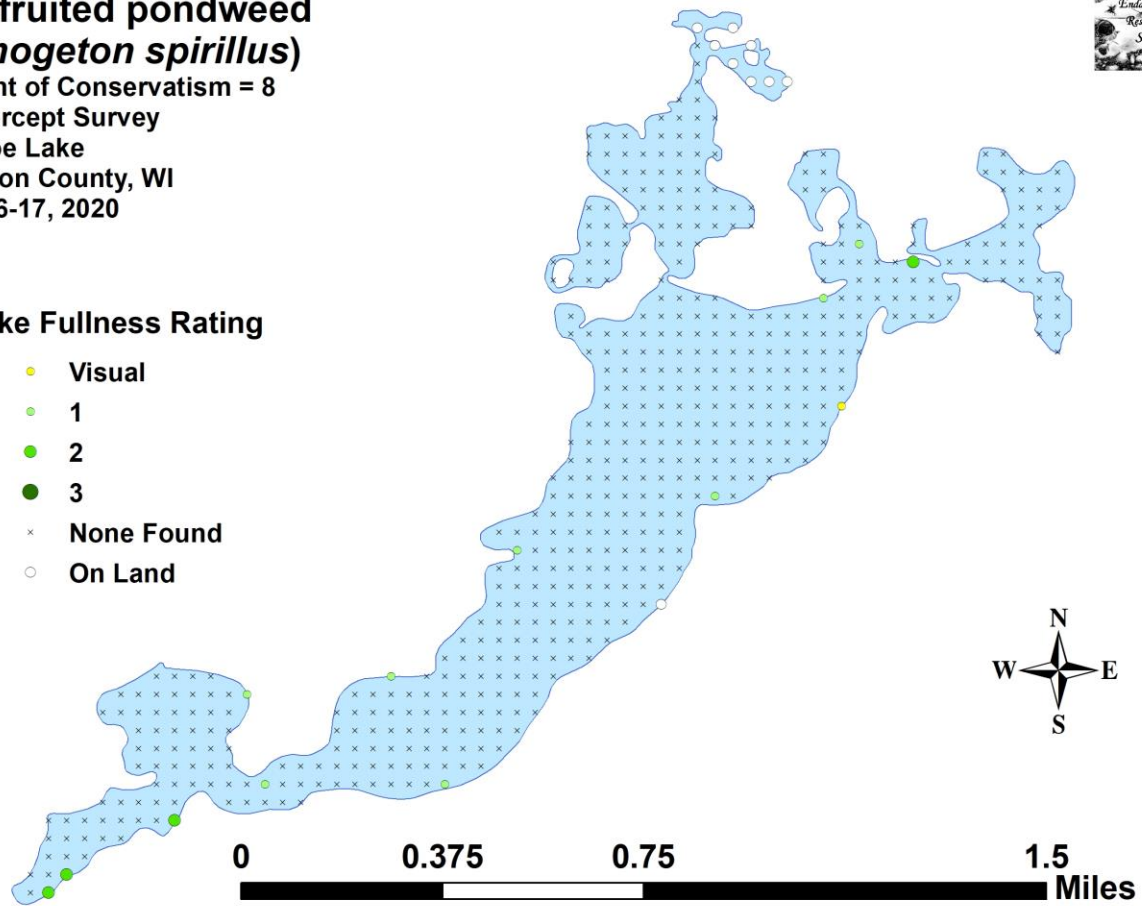 fruited pondweed
nogeton spirillus)
nt of Conservatism = 8
rcept Survey
e Lake
on County, WI
6-17, 2020
ke Fullness Rating
Visual
1
2
3
None Found
On Land
N
W E
S
0 0.375 0.75 1.5
Miles